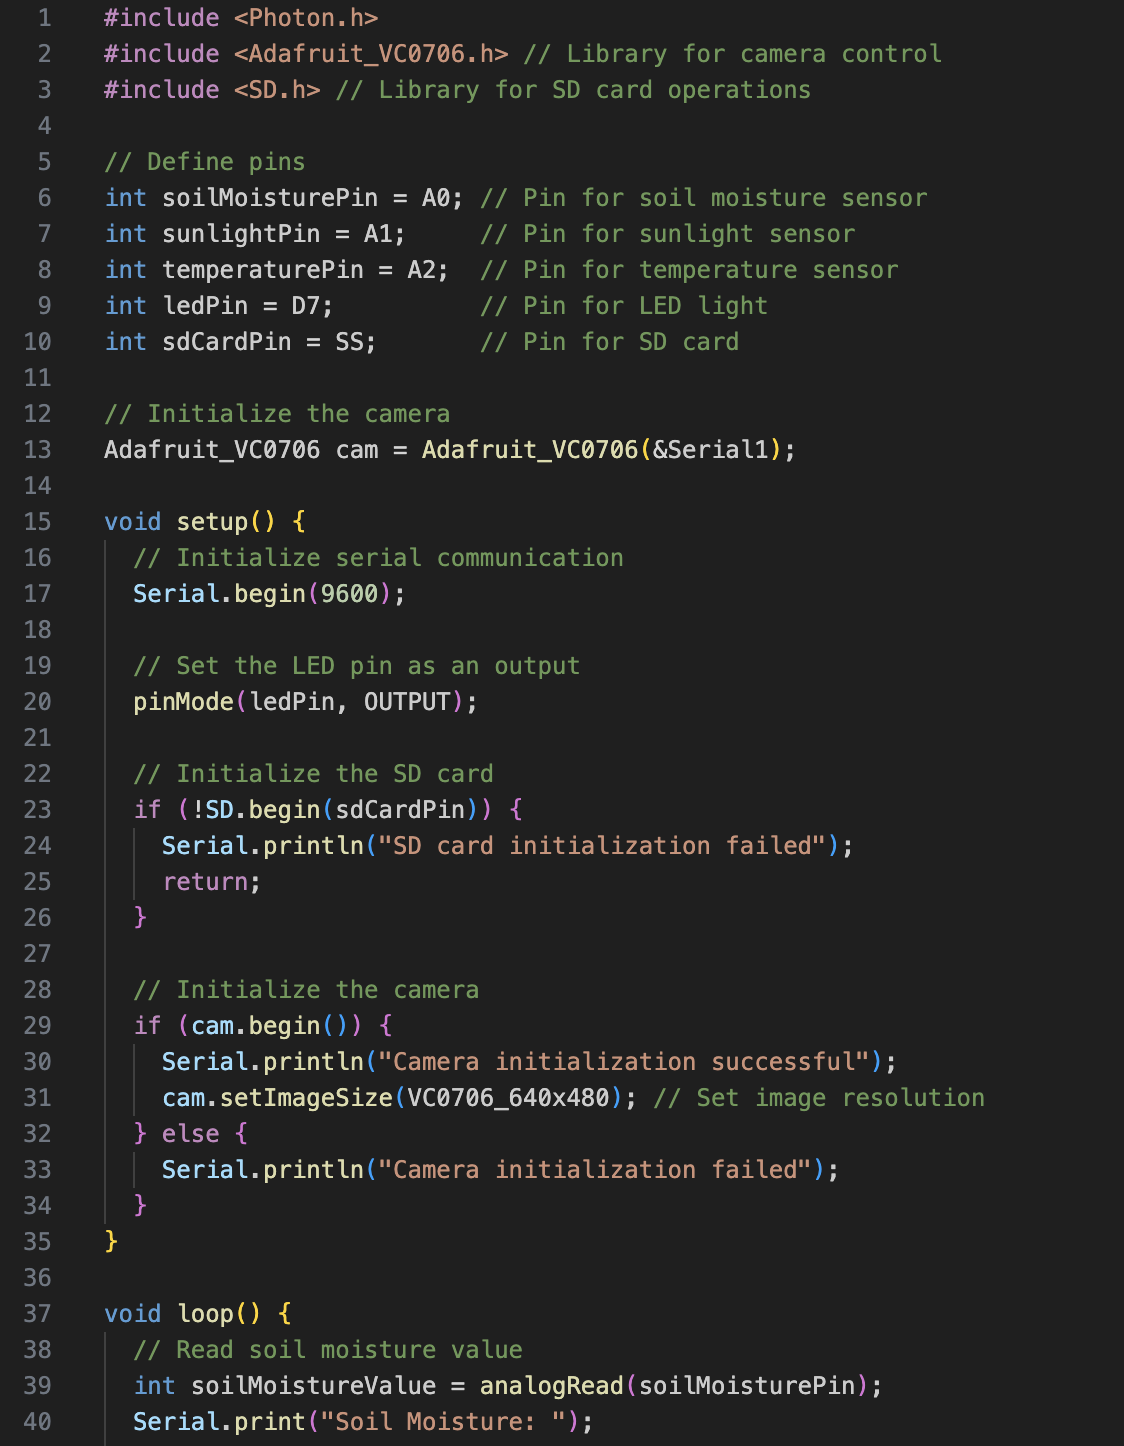 1 #include <Photon.h>
2 #include <Adafruit_VC0706.h> // Library for camera control
3 #include <SD.h> // Library for SD card operations
4
5 // Define pins
6 int soilMoisturePin = A0; // Pin for soil moisture sensor
7 int sunlightPin = A1;     // Pin for sunlight sensor
8 int temperaturePin = A2;  // Pin for temperature sensor
9 int ledPin = D7;          // Pin for LED light
10 int sdCardPin = SS;       // Pin for SD card
11
12 // Initialize the camera
13 Adafruit_VC0706 cam = Adafruit_VC0706(&Serial1);
14
15 void setup() {
16   // Initialize serial communication
17   Serial.begin(9600);
18
19   // Set the LED pin as an output
20   pinMode(ledPin, OUTPUT);
21
22   // Initialize the SD card
23   if (!SD.begin(sdCardPin)) {
24     Serial.println("SD card initialization failed");
25     return;
26   }
27
28   // Initialize the camera
29   if (cam.begin()) {
30     Serial.println("Camera initialization successful");
31     cam.setImageSize(VC0706_640x480); // Set image resolution
32   } else {
33     Serial.println("Camera initialization failed");
34   }
35 }
36
37 void loop() {
38   // Read soil moisture value
39   int soilMoistureValue = analogRead(soilMoisturePin);
40   Serial.print("Soil Moisture: ");